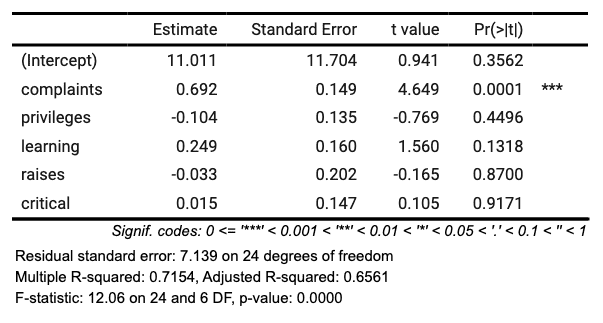 Estimate Standard Error t value Pr(>|t|)
(Intercept) 11.011 11.704 0.941 0.3562
complaints 0.692 0.149 4.649 0.0001 ***
privileges -0.104 0.135 -0.769 0.4496
learning 0.249 0.160 1.560 0.1318
raises -0.033 0.202 -0.165 0.8700
critical 0.015 0.147 0.105 0.9171
Signif. codes: 0 <= '***' < 0.001 < '**' < 0.01 < '*' < 0.05 < '.' < 0.1 < '' < 1
Residual standard error: 7.139 on 24 degrees of freedom
Multiple R-squared: 0.7154, Adjusted R-squared: 0.6561
F-statistic: 12.06 on 24 and 6 DF, p-value: 0.0000